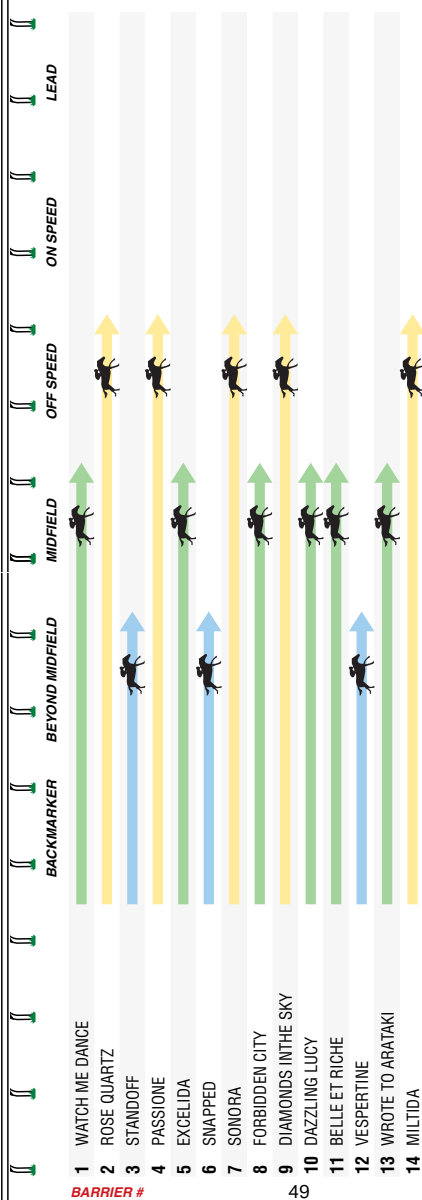 LEAD
ON SPEED
OFF SPEED
MIDFIELD
BEYOND MIDFIELD
BACKMARKER
1 WATCH ME DANCE
2 ROSE QUARTZ
3 STANDOFF
4 PASSIONE
5 EXCELIDA
6 SNAPPED
7 SONORA
8 FORBIDDEN CITY
9 DIAMONDS INTHE SKY
10 DAZZLING LUCY
11 BELLE ET RICHE
12 VESPERTINE
13 WROTE TO ARATAKI
14 MILTIDA
BARRIER #
49